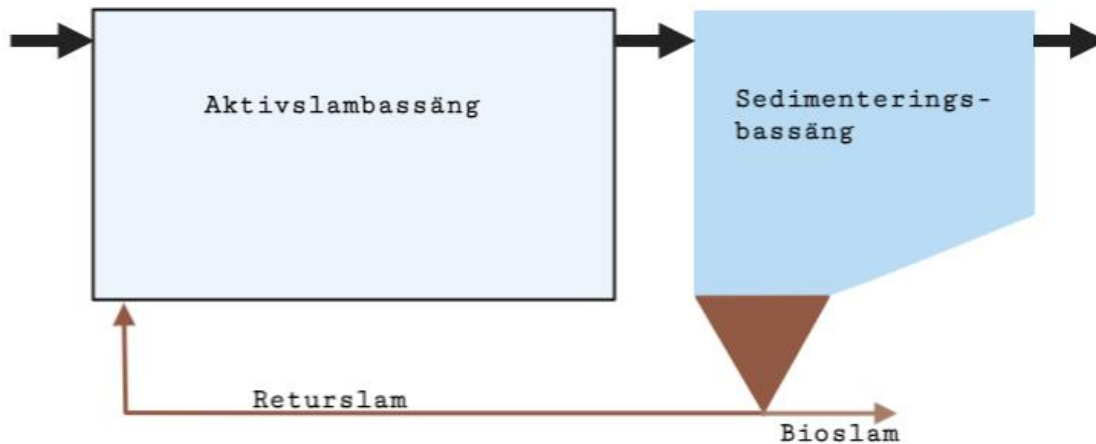 Aktivslambassäng
Sedimenterings-
bassäng
Returslam
Bioslam